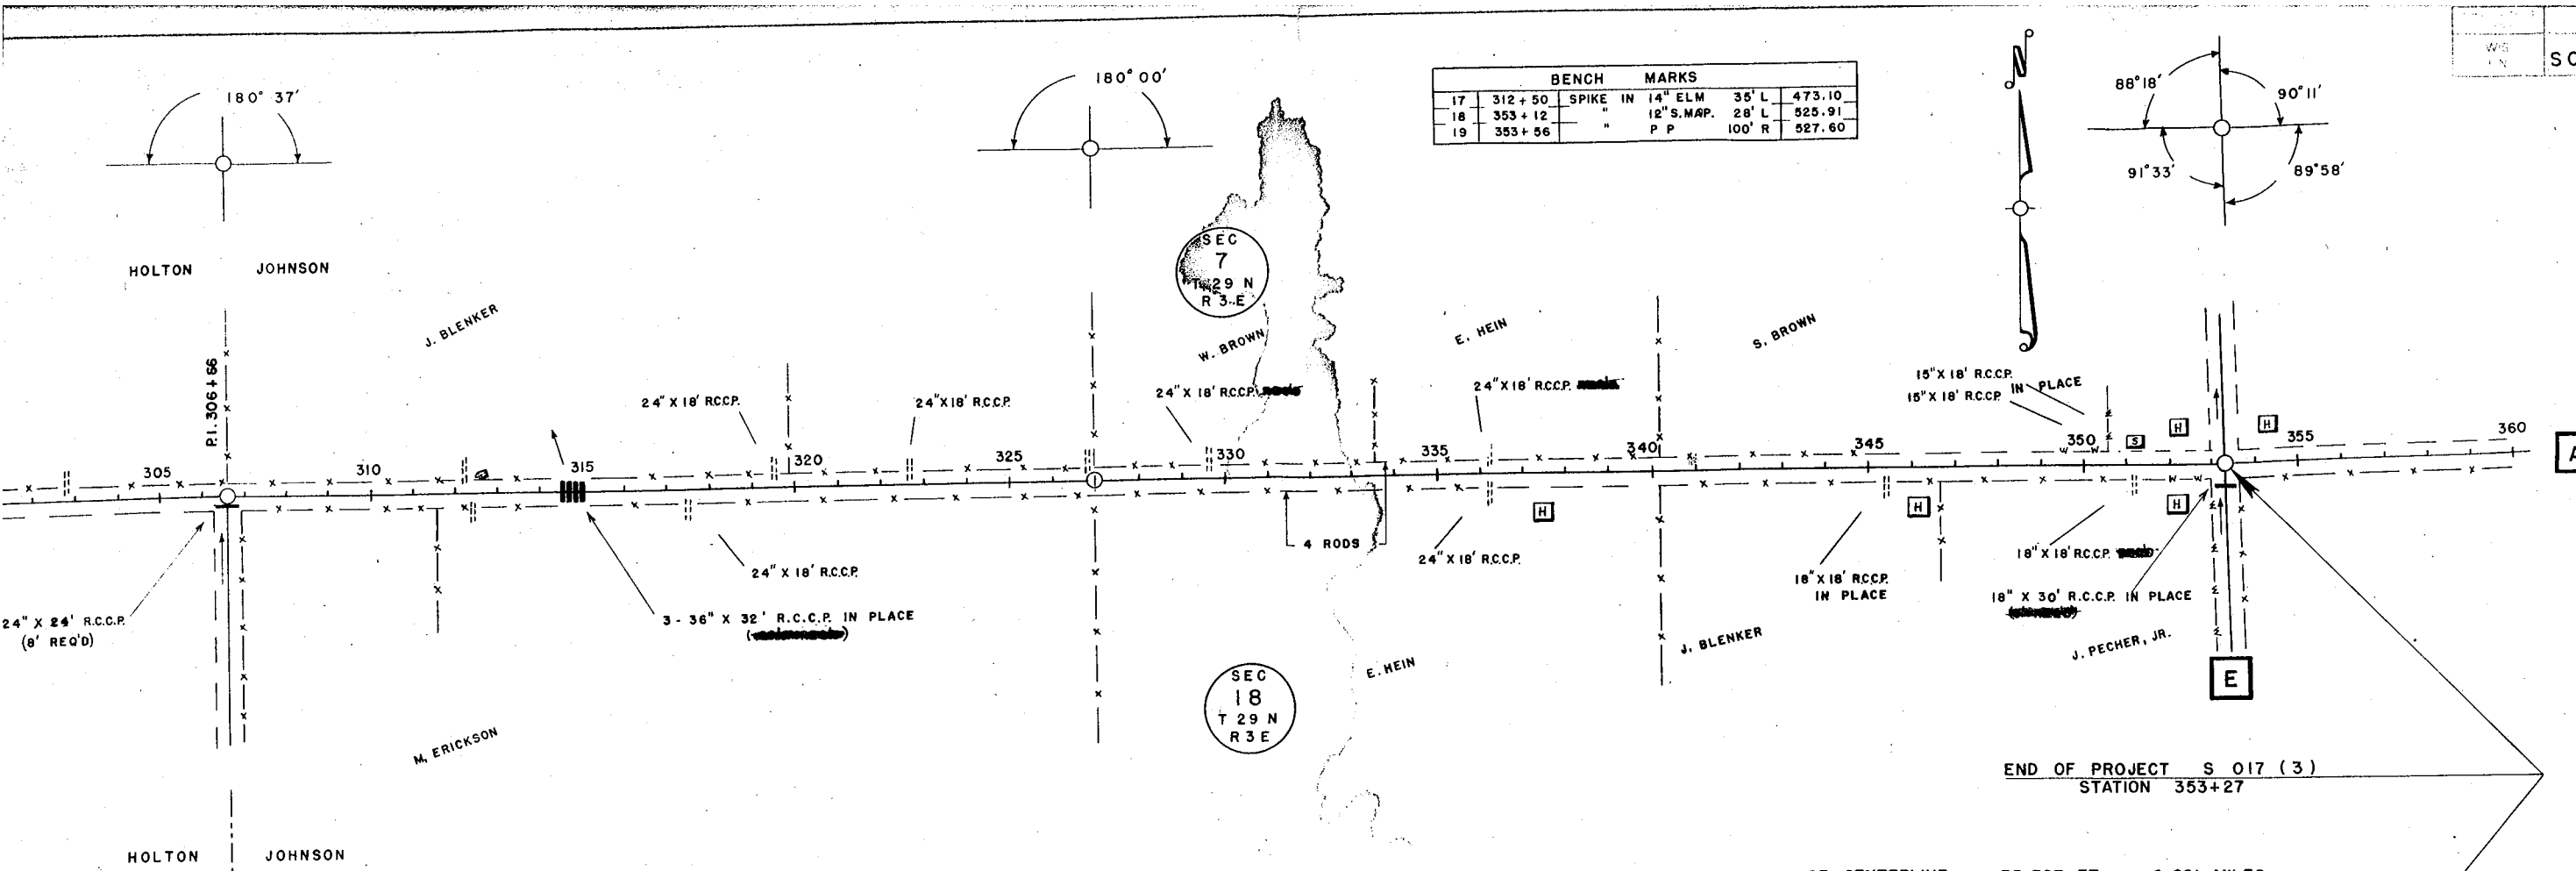 WIS
SC
180° 37'
180° 00'
BENCH MARKS
17 312+50 SPIKE IN 14" ELM 35' L 473.10
18 353+12 " 12" S.MAP. 28' L 525.91
19 353+56 " P P 100' R 527.60
N
88°18'
90°11'
91°33'
89°58'
HOLTON JOHNSON
SEC
7
T 29 N
R 3 E
J. BLENKER
W. BROWN
E. HEIN
S. BROWN
P.I. 306+66
24" X 18' R.C.C.P.
24" X 18' R.C.C.P.
24" X 18' R.C.C.P.
24" X 18' R.C.C.P.
15" X 18' R.C.C.P.
15" X 18' R.C.C.P. IN PLACE
305 310 315 320 325 330 335 340 345 350 355 360
S H H
A
H H H
4 RODS
24" X 24' R.C.C.P.
(8' REQ'D)
24" X 18' R.C.C.P.
3 - 36" X 32' R.C.C.P. IN PLACE
24" X 18' R.C.C.P.
18" X 18' R.C.C.P.
IN PLACE
18" X 18' R.C.C.P.
18" X 30' R.C.C.P. IN PLACE
M. ERICKSON
SEC
18
T 29 N
R 3 E
E. HEIN
J. BLENKER
J. PECHER, JR.
E
END OF PROJECT S 017 (3)
STATION 353+27
HOLTON JOHNSON